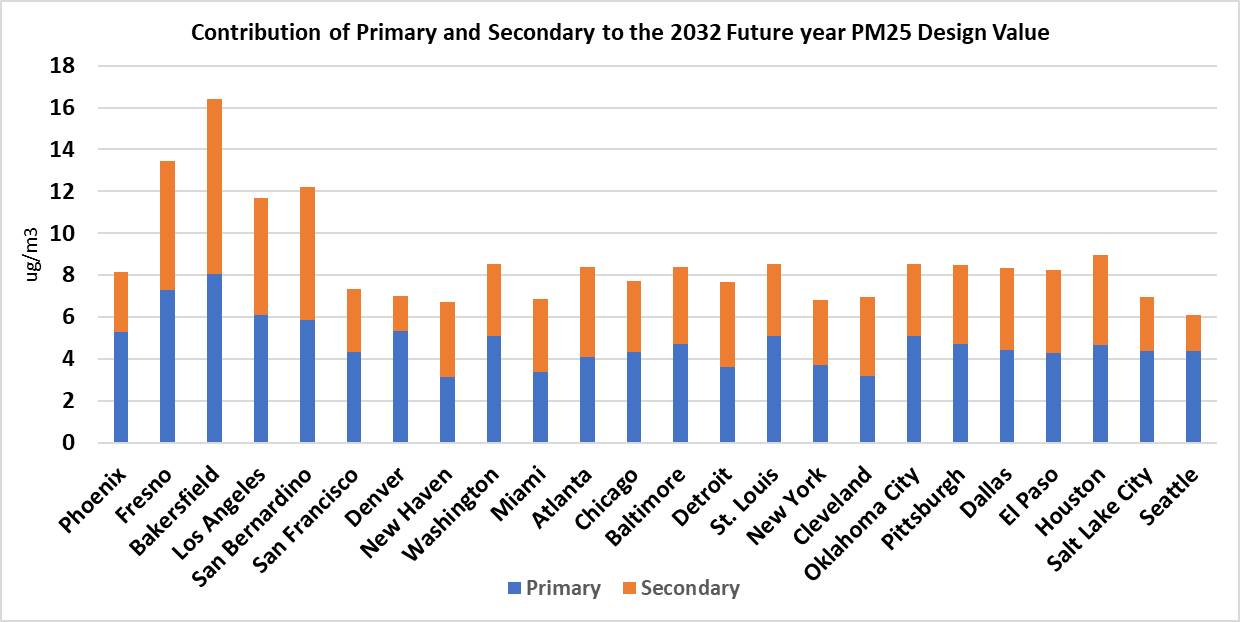 Contribution of Primary and Secondary to the 2032 Future year PM25 Design Value
18
16
14
12
10
8
6
4
2
0
ug/m3
Phoenix
Fresno
Bakersfield
Los Angeles
San Bernardino
San Francisco
Denver
New Haven
Washington
Miami
Atlanta
Chicago
Baltimore
Detroit
St. Louis
New York
Cleveland
Oklahoma City
Pittsburgh
Dallas
El Paso
Houston
Salt Lake City
Seattle
Primary
Secondary